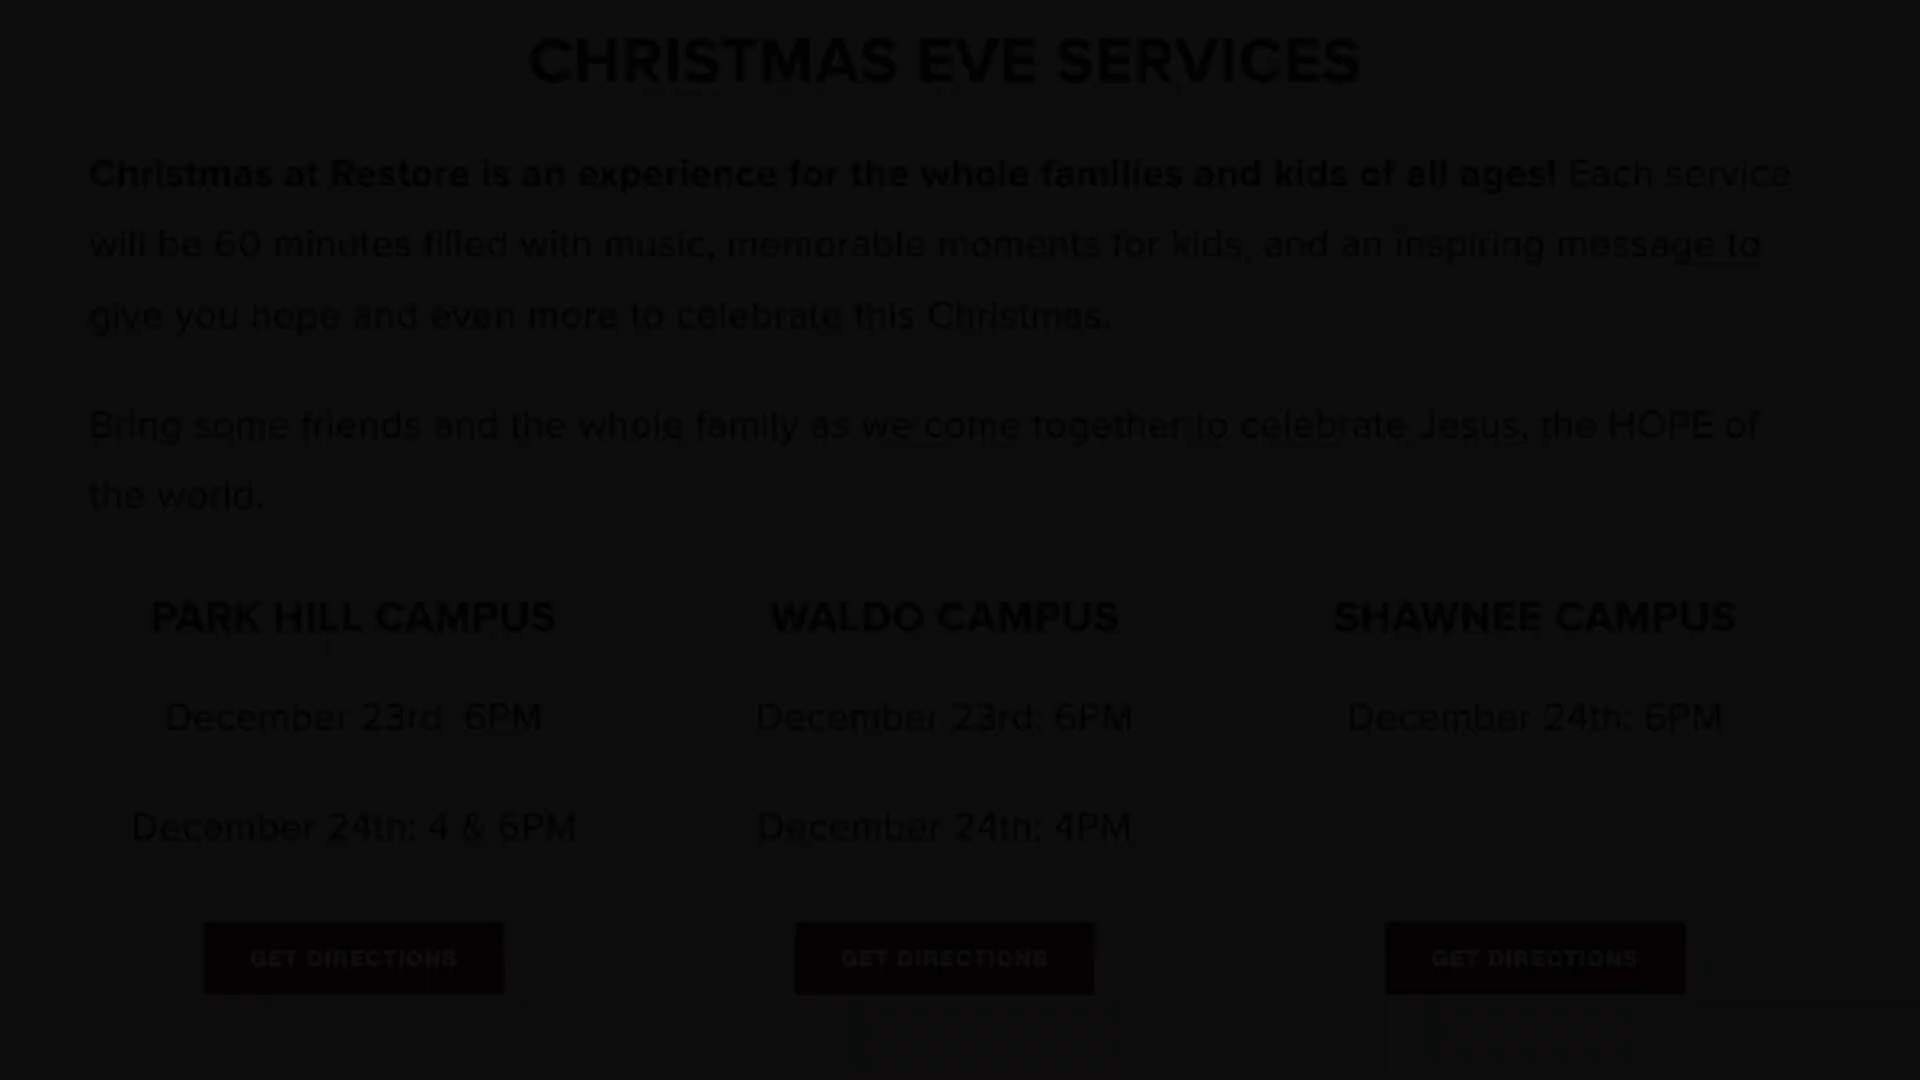 CHRISTMAS EVE SERVICES
Christmas at Restore is an experience for the whole families and kids of all ages! Each service
will be 60 minutes filled with music, memorable moments for kids, and an inspiring message to
give you hope and even more to celebrate this Christmas.
Bring some friends and the whole family as we come together to celebrate Jesus, the HOPE of
the world.
PARK HILL CAMPUS
December 23rd: 6PM
December 24th: 4 & 6PM
GET DIRECTIONS
WALDO CAMPUS
December 23rd: 6PM
December 24th: 4PM
GET DIRECTIONS
SHAWNEE CAMPUS
December 24th: 6PM
GET DIRECTIONS